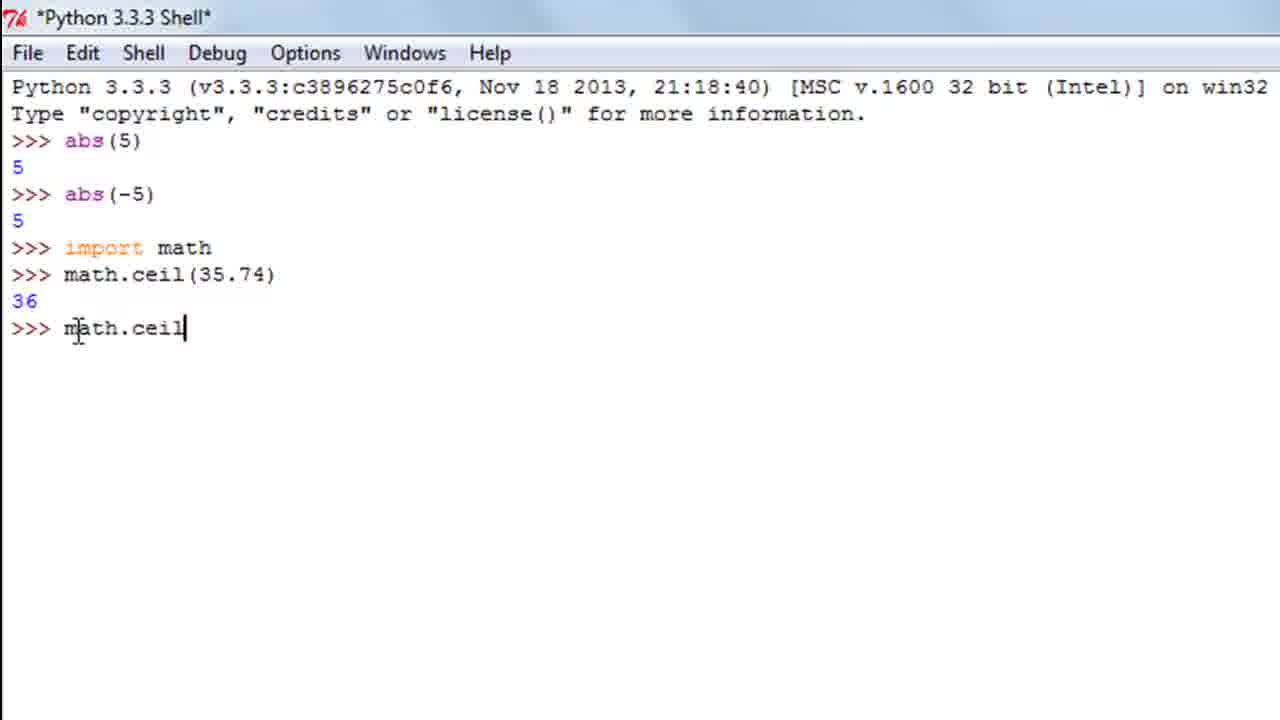 *Python 3.3.3 Shell*
File Edit Shell Debug Options Windows Help
Python 3.3.3 (v3.3.3:c3896275c0f6, Nov 18 2013, 21:18:40) [MSC v.1600 32 bit (Intel)] on win32
Type "copyright", "credits" or "license()" for more information.
>>> abs(5)
5
>>> abs(-5)
5
>>> import math
>>> math.ceil(35.74)
36
>>> math.ceil